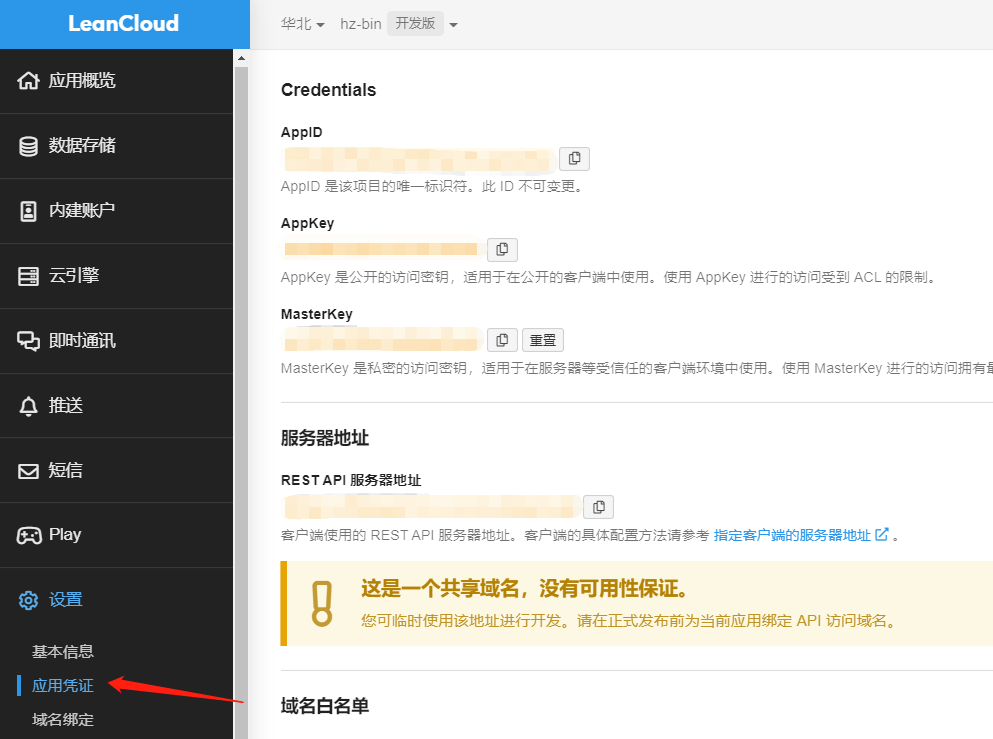 LeanCloud
华北
hz-bin
开发版
应用概览
数据存储
内建账户
云引擎
即时通讯
推送
短信
Play
设置
基本信息
应用凭证
域名绑定
Credentials
AppID
AppID 是该项目的唯一标识符。此 ID 不可变更。
AppKey
AppKey 是公开的访问密钥，适用于在公开的客户端中使用。使用 AppKey 进行的访问受到 ACL 的限制。
MasterKey
重置
MasterKey 是私密的访问密钥，适用于在服务器等受信任的客户端环境中使用。使用 MasterKey 进行的访问拥有最
服务器地址
REST API 服务器地址
客户端使用的 REST API 服务器地址。客户端的具体配置方法请参考 指定客户端的服务器地址 。
这是一个共享域名，没有可用性保证。
您可临时使用该地址进行开发。请在正式发布前为当前应用绑定 API 访问域名。
域名白名单